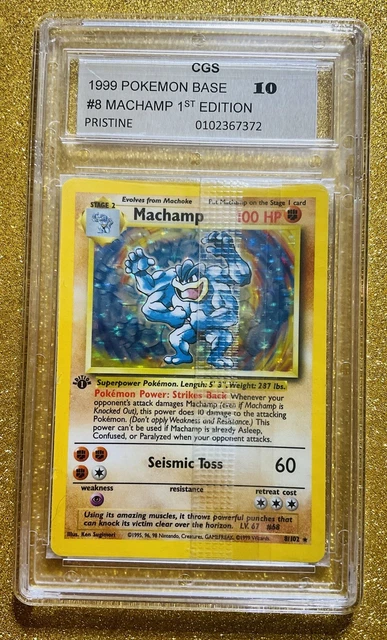 CGS
1999 POKEMON BASE 10
#8 MACHAMP 1ST EDITION
PRISTINE 0102367372
Evolves from Machoke Put Machamp on the Stage 1 card
STAGE 2
Machamp 100 HP
EDITION
1
Superpower Pokémon. Length: 5' 3", Weight: 287 lbs.
Pokémon Power: Strikes Back Whenever your
opponent's attack damages Machamp (even if Machamp is
Knocked Out), this power does 10 damage to the attacking
Pokémon. (Don't apply Weakness and Resistance.) This
power can't be used if Machamp is already Asleep,
Confused, or Paralyzed when your opponent attacks.
Seismic Toss 60
weakness resistance retreat cost
Using its amazing muscles, it throws powerful punches that
can knock its victim clear over the horizon. LV. 67 #68
Illus. Ken Sugimori ©1995, 96, 98 Nintendo, Creatures, GAMEFREAK. ©1999 Wizards. 8/102